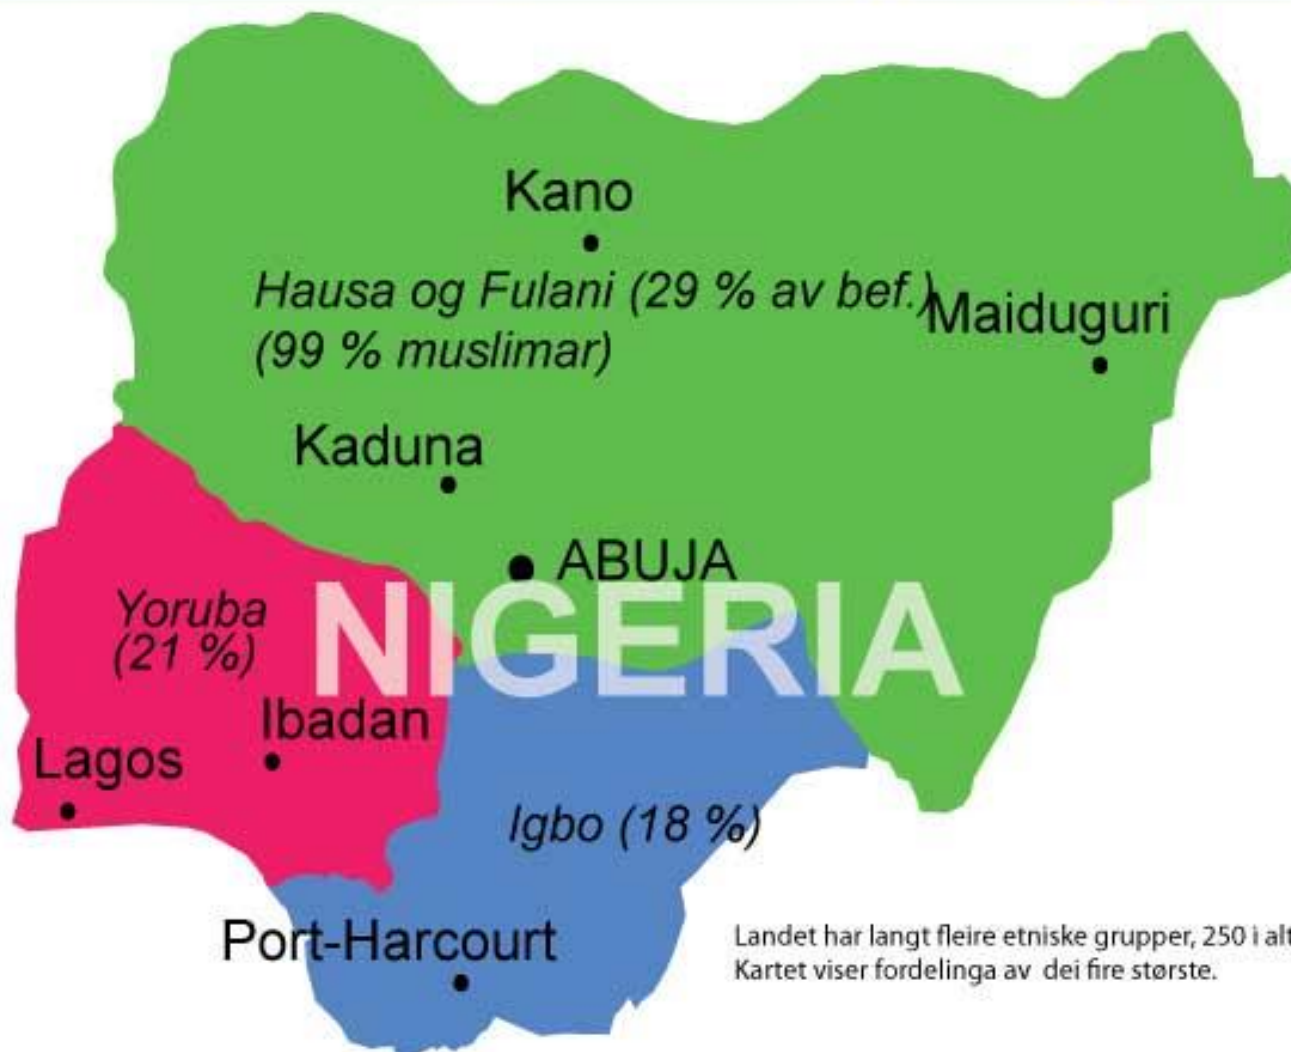 Kano
Hausa og Fulani (29 % av bef.)
Maiduguri
(99 % muslimar)
Kaduna
ABUJA
NIGERIA
Yoruba
(21 %)
Ibadan
Lagos
Igbo (18 %)
Port-Harcourt
Landet har langt fleire etniske grupper, 250 i alt
Kartet viser fordelinga av dei fire største.